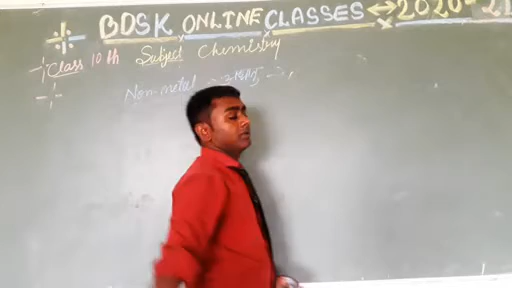 BDSK ONLINE CLASSES ↔ 2020-21
Class 10th Subject Chemistry
Non-metal →